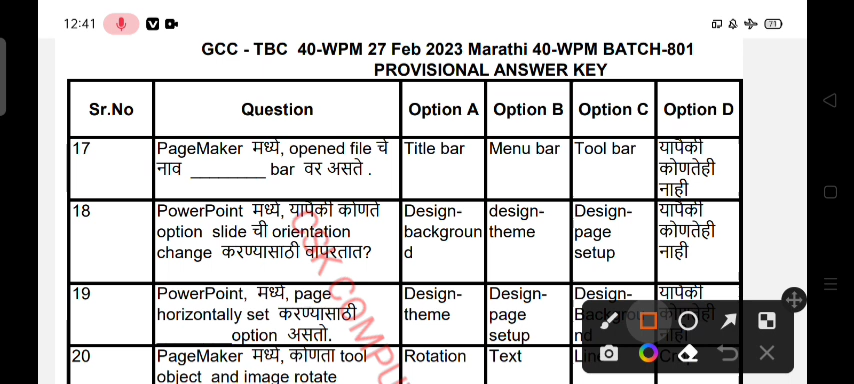 12:41
71
GCC - TBC 40-WPM 27 Feb 2023 Marathi 40-WPM BATCH-801
PROVISIONAL ANSWER KEY
Sr.No Question Option A Option B Option C Option D
17 PageMaker मध्ये, opened file चे Title bar Menu bar Tool bar यापैकी
नाव ________ bar वर असते . कोणतेही
नाही
18 PowerPoint मध्ये, यापैकी कोणते Design- design- Design- यापैकी
option slide ची orientation backgroun theme page कोणतेही
change करण्यासाठी वापरतात? d setup नाही
19 PowerPoint, मध्ये, page Design- Design- Design- यापैकी
horizontally set करण्यासाठी theme page
________ option असतो. setup nd
20 PageMaker मध्ये, कोणता tool Rotation Text
object and image rotate